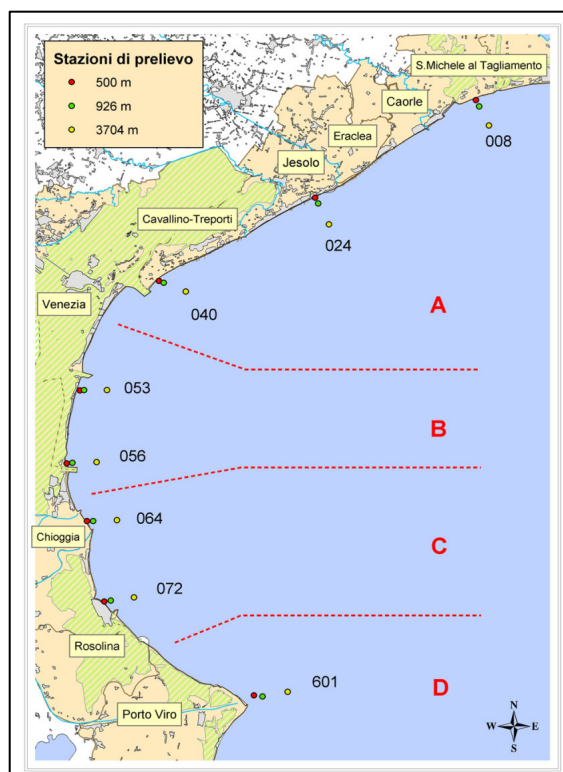 Stazioni di prelievo
500 m
926 m
3704 m
S.Michele al Tagliamento
Caorle
008
Eraclea
Jesolo
024
Cavallino-Treporti
040
A
Venezia
053
B
056
064
Chioggia
C
072
Rosolina
601
D
Porto Viro
N
W E
S